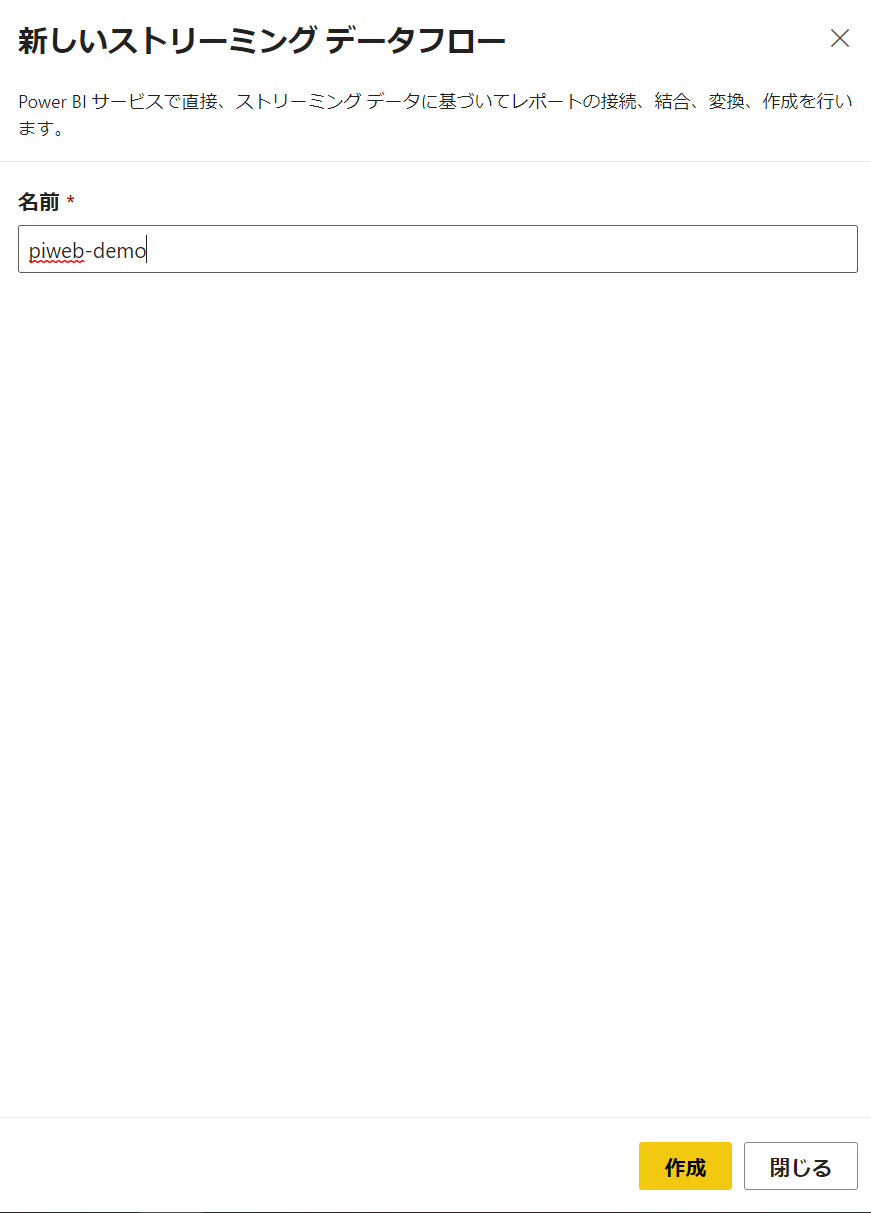 新しいストリーミング データフロー
Power BI サービスで直接、ストリーミング データに基づいてレポートの接続、結合、変換、作成を行い
ます。
名前 *
piweb-demo
作成
閉じる